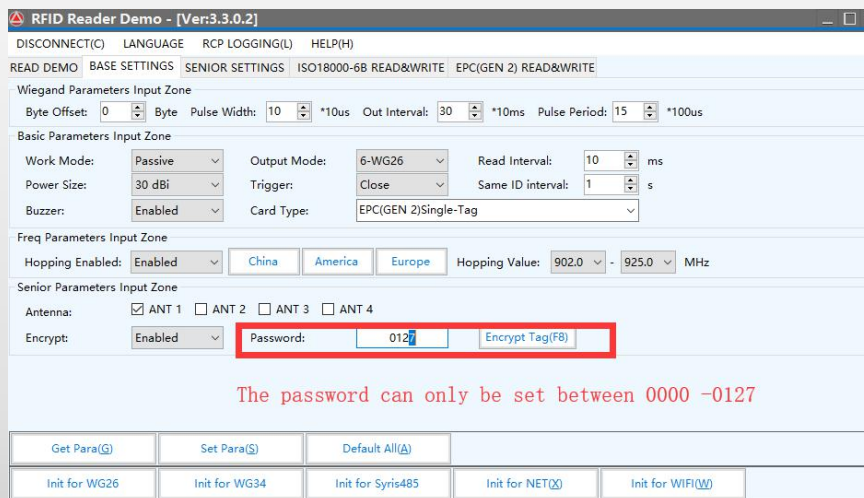 RFID Reader Demo - [Ver:3.3.0.2]
DISCONNECT(C) LANGUAGE RCP LOGGING(L) HELP(H)
READ DEMO BASE SETTINGS SENIOR SETTINGS ISO18000-6B READ&WRITE EPC(GEN 2) READ&WRITE
Wiegand Parameters Input Zone
Byte Offset: 0 Byte Pulse Width: 10 *10us Out Interval: 30 *10ms Pulse Period: 15 *100us
Basic Parameters Input Zone
Work Mode: Passive Output Mode: 6-WG26 Read Interval: 10 ms
Power Size: 30 dBi Trigger: Close Same ID interval: 1 s
Buzzer: Enabled Card Type: EPC(GEN 2)Single-Tag
Freq Parameters Input Zone
Hopping Enabled: Enabled China America Europe Hopping Value: 902.0 - 925.0 MHz
Senior Parameters Input Zone
Antenna: ANT 1 ANT 2 ANT 3 ANT 4
Encrypt: Enabled Password: 0127 Encrypt Tag(F8)
The password can only be set between 0000 -0127
Get Para(G) Set Para(S) Default All(A)
Init for WG26 Init for WG34 Init for Syris485 Init for NET(X) Init for WIFI(W)